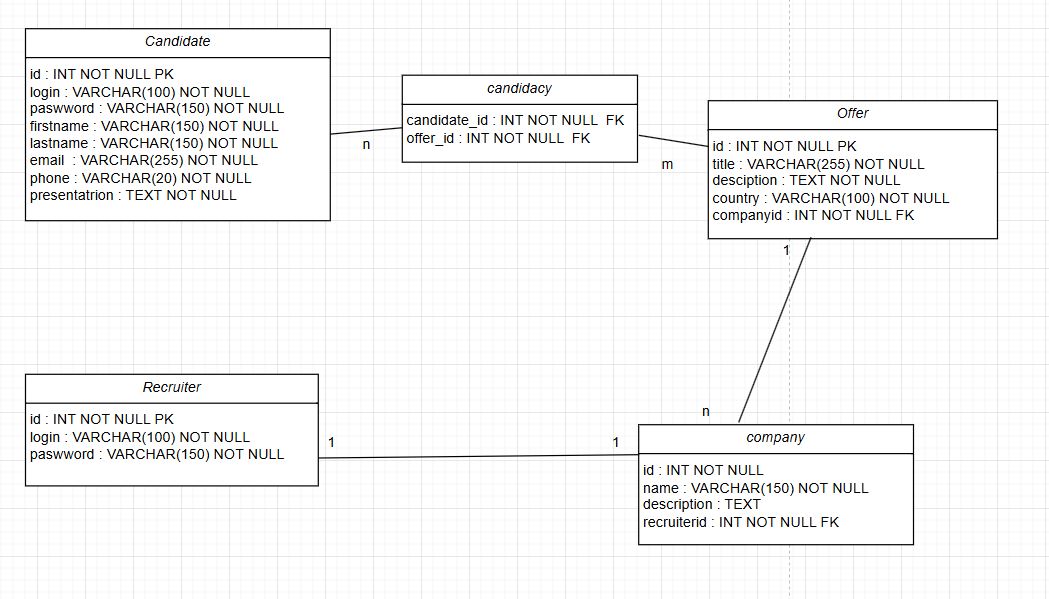 Candidate
id : INT NOT NULL PK
login : VARCHAR(100) NOT NULL
paswword : VARCHAR(150) NOT NULL
firstname : VARCHAR(150) NOT NULL
lastname : VARCHAR(150) NOT NULL
email  : VARCHAR(255) NOT NULL
phone : VARCHAR(20) NOT NULL
presentatrion : TEXT NOT NULL
n
candidacy
candidate_id : INT NOT NULL  FK
offer_id : INT NOT NULL  FK
m
Offer
id : INT NOT NULL PK
title : VARCHAR(255) NOT NULL
desciption : TEXT NOT NULL
country : VARCHAR(100) NOT NULL
companyid : INT NOT NULL FK
1
n
Recruiter
id : INT NOT NULL PK
login : VARCHAR(100) NOT NULL
paswword : VARCHAR(150) NOT NULL
1
1
company
id : INT NOT NULL
name : VARCHAR(150) NOT NULL
description : TEXT
recruiterid : INT NOT NULL FK